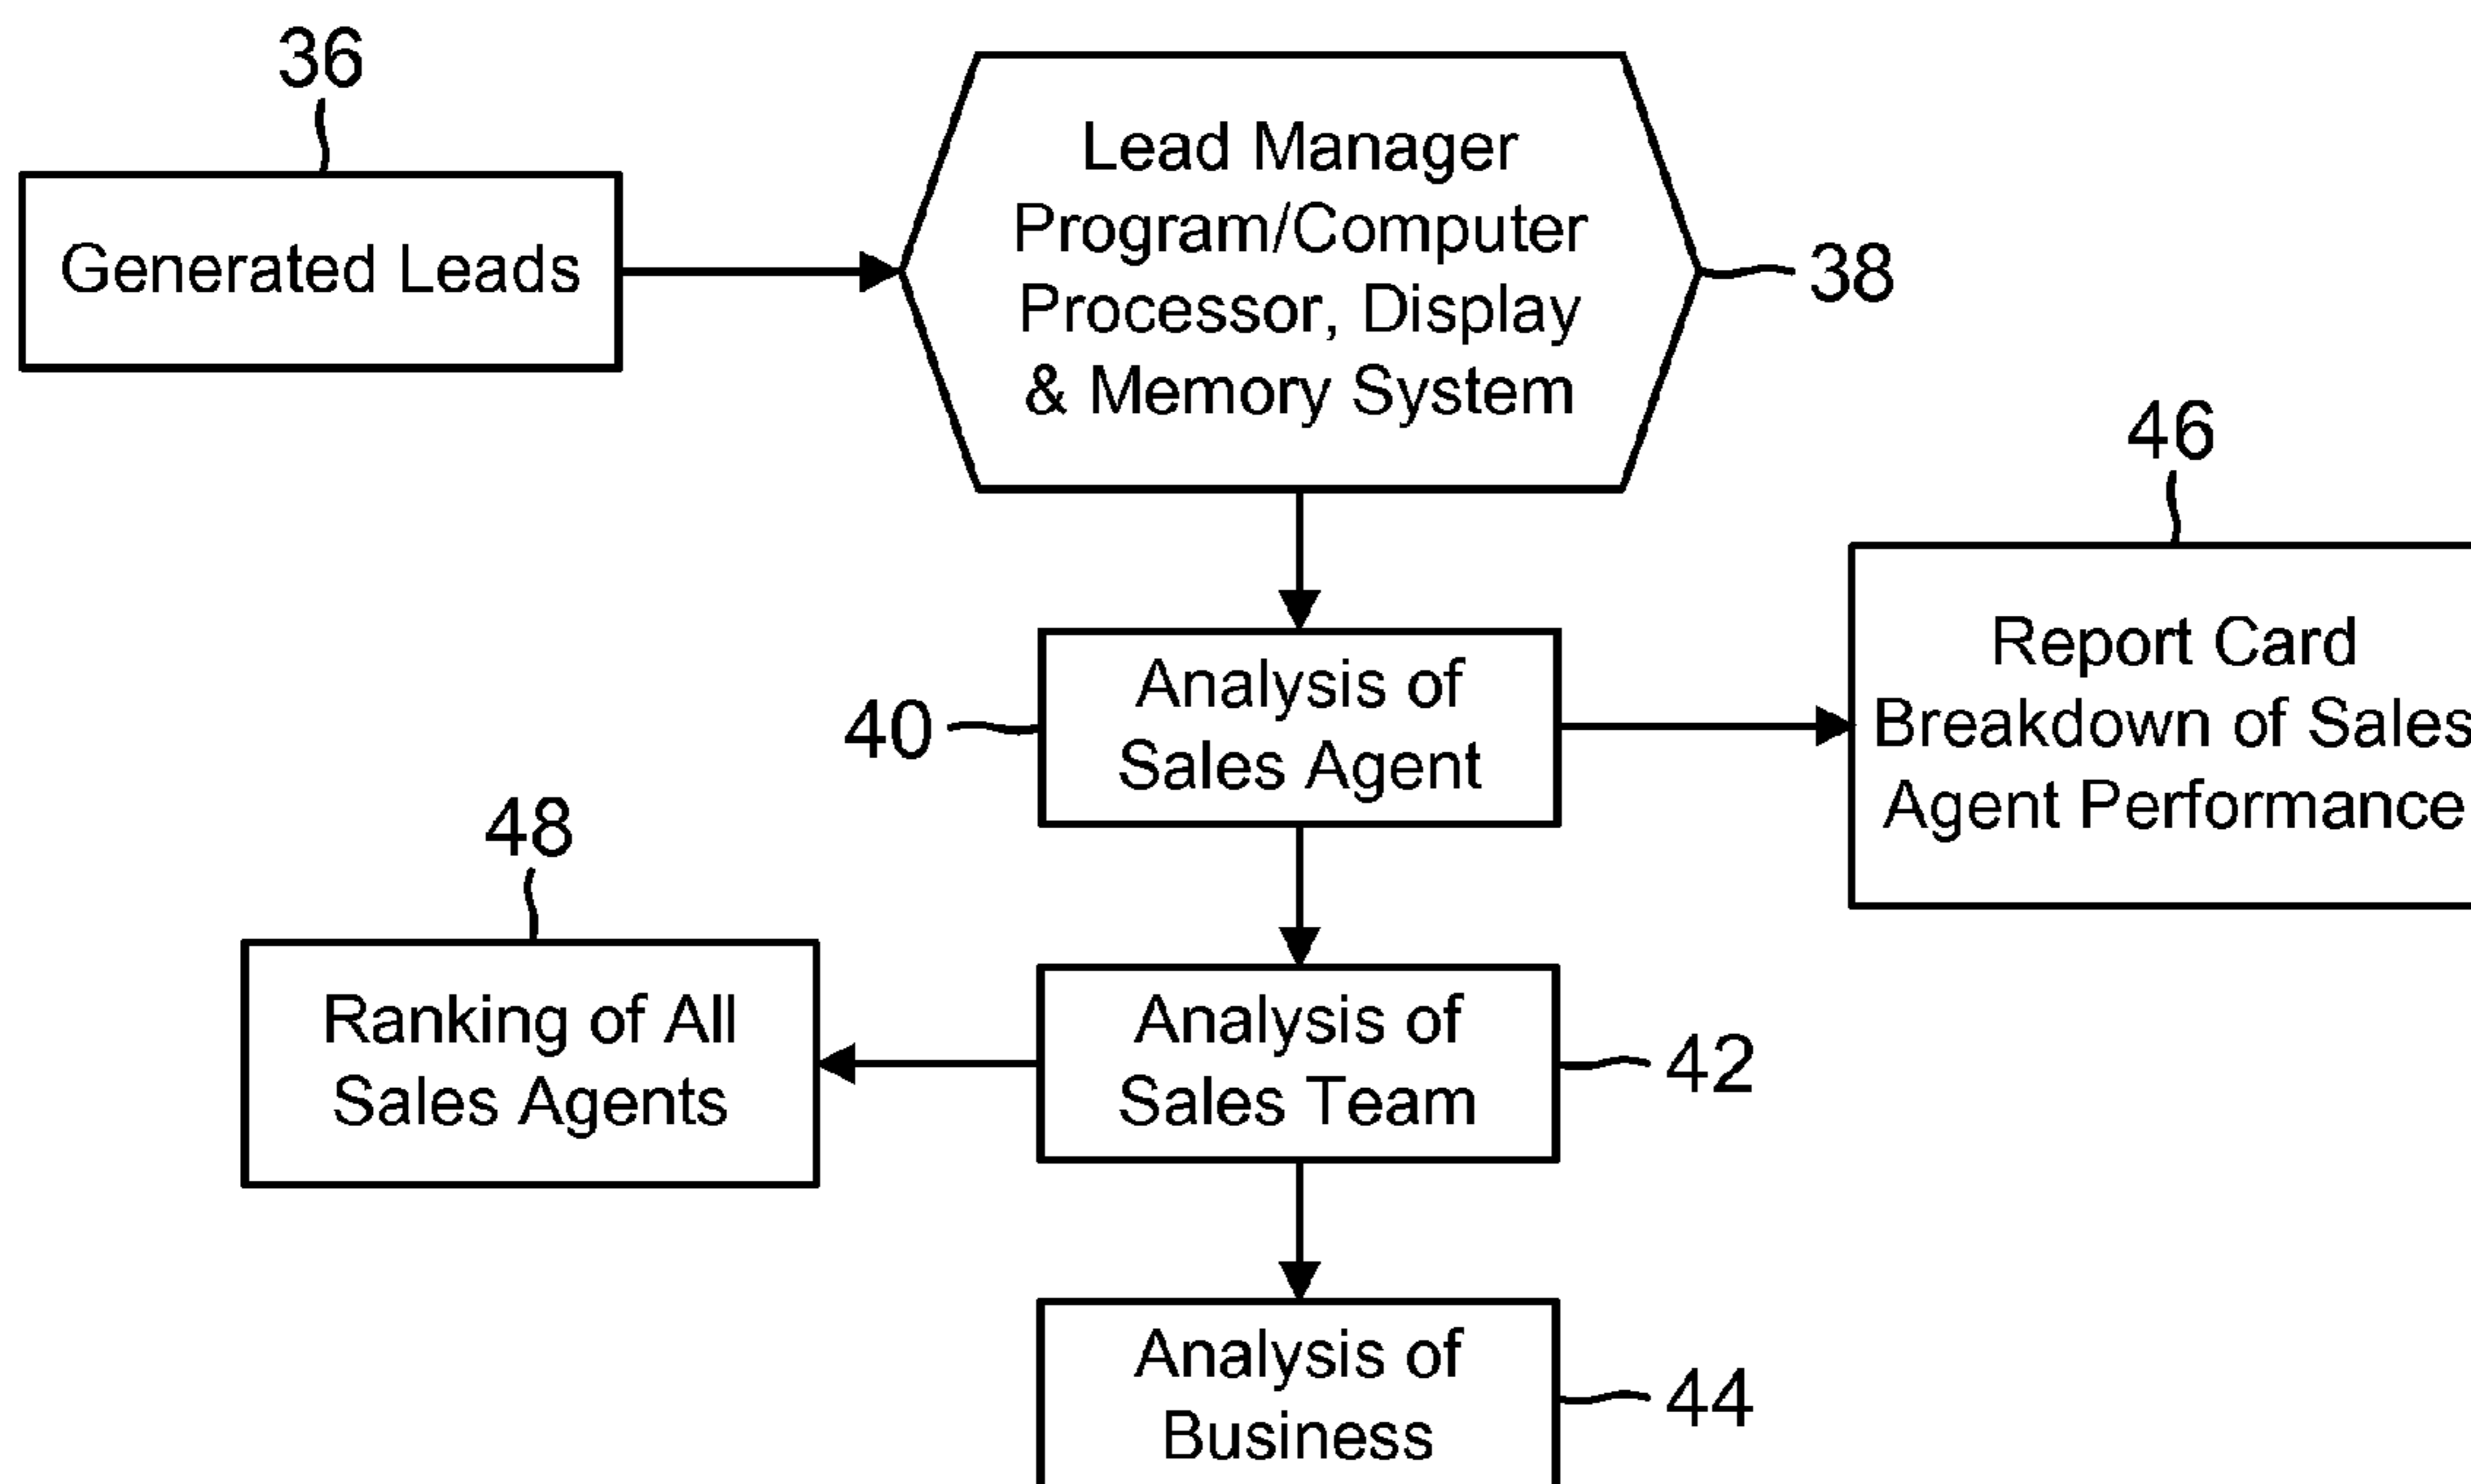 36
Generated Leads
Lead Manager
Program/Computer
Processor, Display
& Memory System
38
46
Report Card
Breakdown of Sales
Agent Performance
40
Analysis of
Sales Agent
48
Ranking of All
Sales Agents
Analysis of
Sales Team
42
Analysis of
Business
44